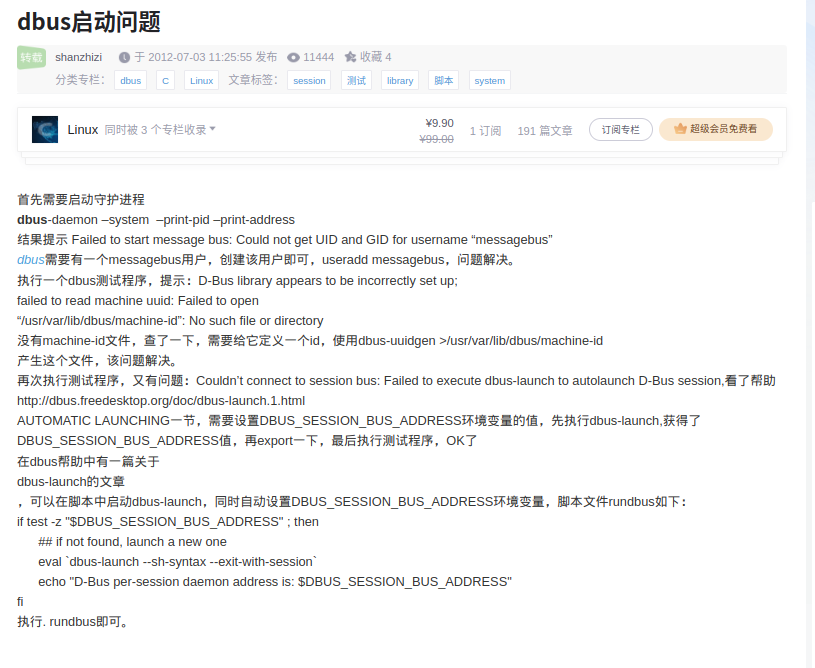 dbus启动问题
转载 shanzhizi 于 2012-07-03 11:25:55 发布 11444 收藏 4
分类专栏： dbus C Linux 文章标签： session 测试 library 脚本 system
Linux 同时被 3 个专栏收录 ¥9.90 ¥99.00 1 订阅 191 篇文章 订阅专栏 超级会员免费看
首先需要启动守护进程
dbus-daemon –system  –print-pid –print-address
结果提示 Failed to start message bus: Could not get UID and GID for username “messagebus”
dbus需要有一个messagebus用户，创建该用户即可，useradd messagebus，问题解决。
执行一个dbus测试程序，提示：D-Bus library appears to be incorrectly set up;
failed to read machine uuid: Failed to open
“/usr/var/lib/dbus/machine-id”: No such file or directory
没有machine-id文件，查了一下，需要给它定义一个id，使用dbus-uuidgen >/usr/var/lib/dbus/machine-id
产生这个文件，该问题解决。
再次执行测试程序，又有问题：Couldn’t connect to session bus: Failed to execute dbus-launch to autolaunch D-Bus session,看了帮助
http://dbus.freedesktop.org/doc/dbus-launch.1.html
AUTOMATIC LAUNCHING一节，需要设置DBUS_SESSION_BUS_ADDRESS环境变量的值，先执行dbus-launch,获得了
DBUS_SESSION_BUS_ADDRESS值，再export一下，最后执行测试程序，OK了
在dbus帮助中有一篇关于
dbus-launch的文章
，可以在脚本中启动dbus-launch，同时自动设置DBUS_SESSION_BUS_ADDRESS环境变量，脚本文件rundbus如下：
if test -z "$DBUS_SESSION_BUS_ADDRESS" ; then
## if not found, launch a new one
eval `dbus-launch --sh-syntax --exit-with-session`
echo "D-Bus per-session daemon address is: $DBUS_SESSION_BUS_ADDRESS"
fi
执行. rundbus即可。